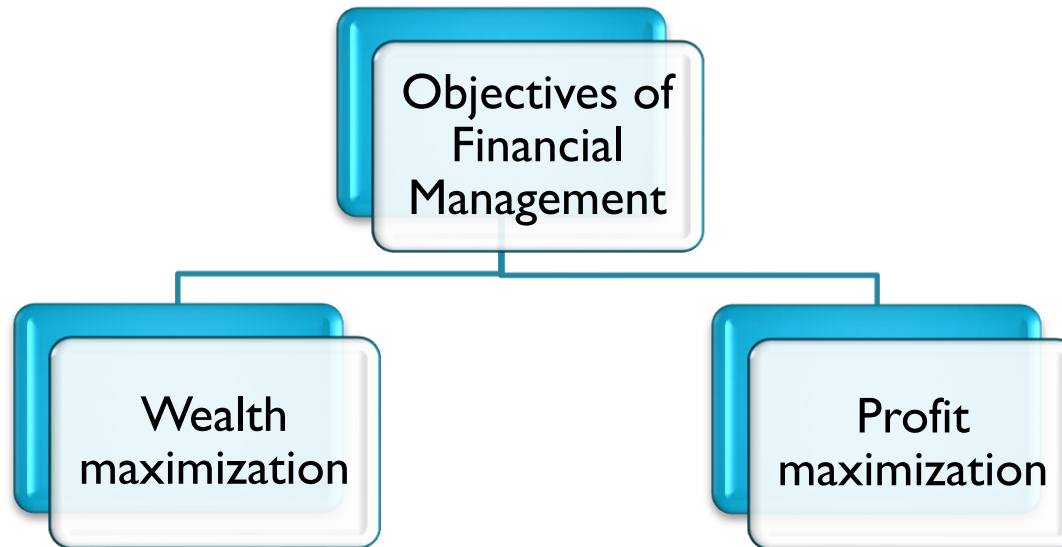 Objectives of
Financial
Management
Wealth
maximization
Profit
maximization